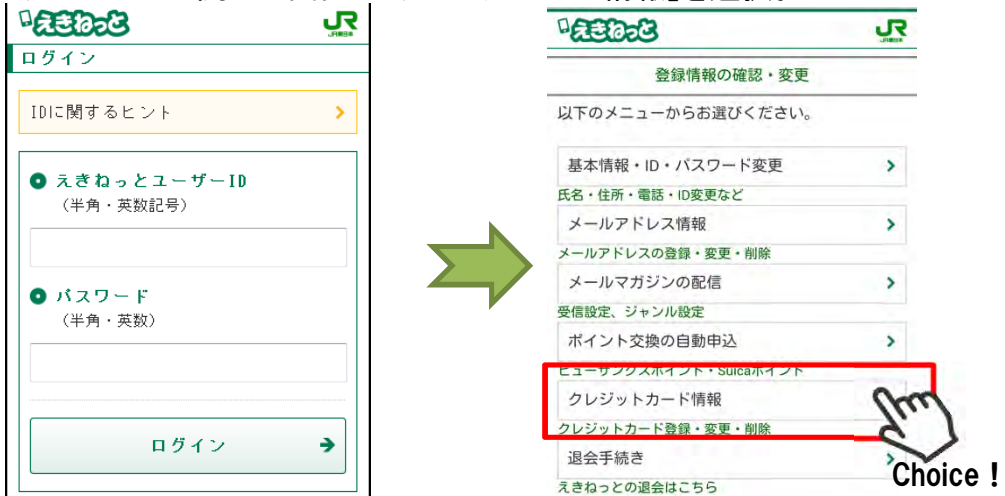 えきねっと
JR
JR東日本
ログイン
IDに関するヒント
えきねっとユーザーID
(半角・英数記号)
パスワード
(半角・英数)
ログイン
えきねっと
JR
JR東日本
登録情報の確認・変更
以下のメニューからお選びください。
基本情報・ID・パスワード変更
氏名・住所・電話・ID変更など
メールアドレス情報
メールアドレスの登録・変更・削除
メールマガジンの配信
受信設定、ジャンル設定
ポイント交換の自動申込
ビューサンクスポイント・Suicaポイント
クレジットカード情報
クレジットカード登録・変更・削除
退会手続き
えきねっとの退会はこちら
Choice!